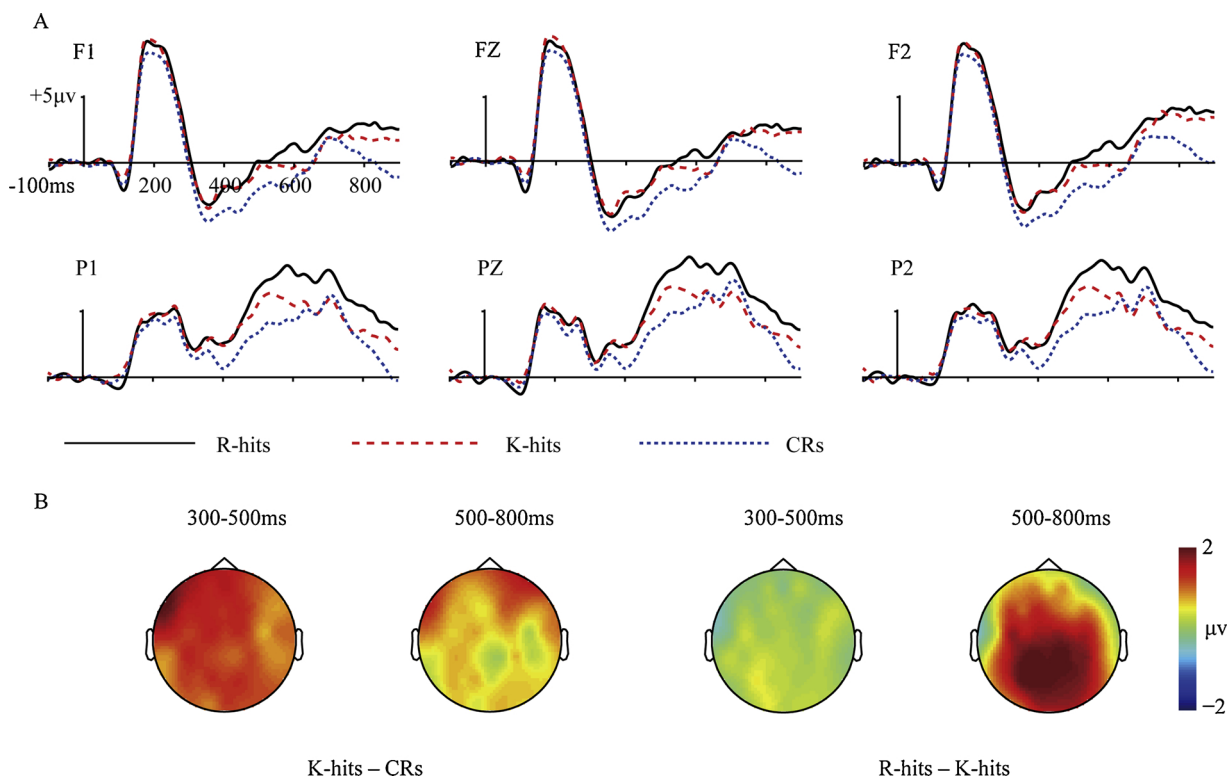 A
F1 FZ F2
+5μv
-100ms 200 400 600 800
P1 PZ P2
R-hits K-hits CRs
B
300-500ms 500-800ms 300-500ms 500-800ms
2
μv
−2
K-hits – CRs R-hits – K-hits